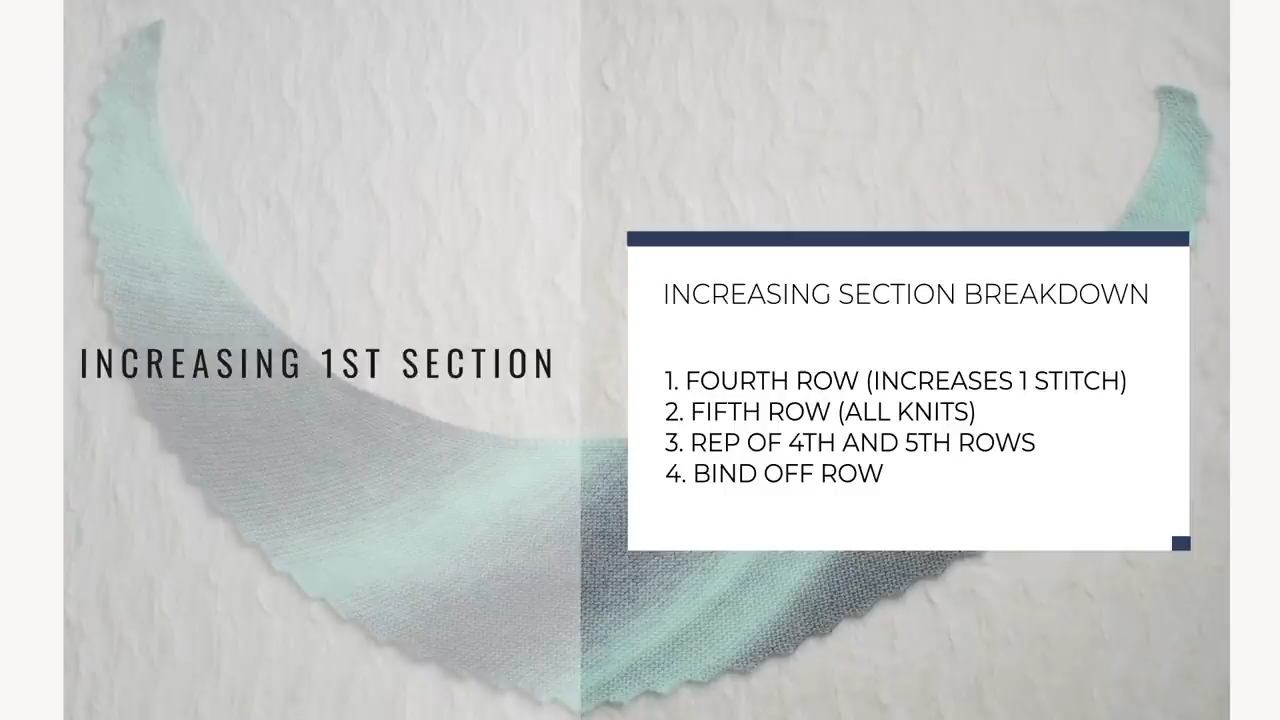 INCREASING 1ST SECTION
INCREASING SECTION BREAKDOWN
1. FOURTH ROW (INCREASES 1 STITCH)
2. FIFTH ROW (ALL KNITS)
3. REP OF 4TH AND 5TH ROWS
4. BIND OFF ROW